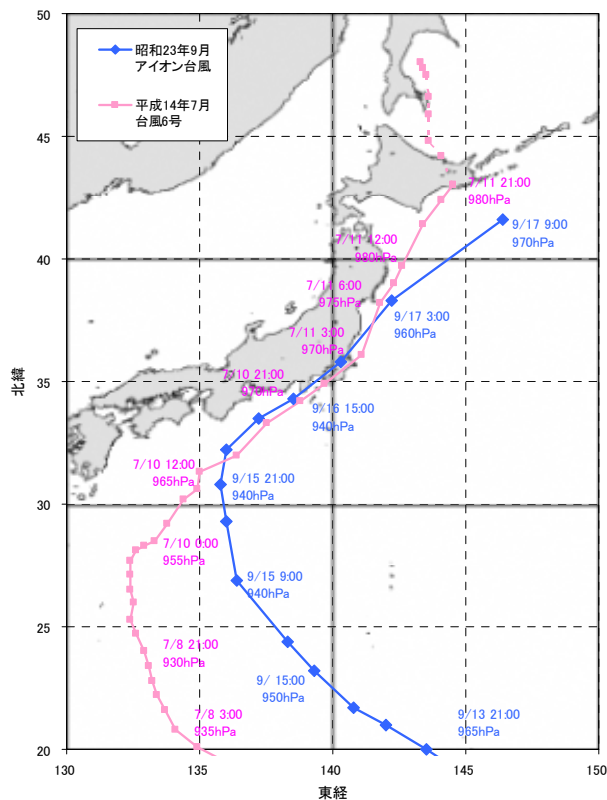 50
45
40
35
30
25
20
130
135
140
145
150
東経
北緯
昭和23年9月
アイオン台風
平成14年7月
台風6号
7/11 21:00
980hPa
9/17 9:00
970hPa
7/11 12:00
980hPa
7/11 6:00
975hPa
9/17 3:00
960hPa
7/11 3:00
970hPa
7/10 21:00
970hPa
9/16 15:00
940hPa
7/10 12:00
965hPa
9/15 21:00
940hPa
7/10 0:00
955hPa
9/15 9:00
940hPa
7/8 21:00
930hPa
9/ 15:00
950hPa
7/8 3:00
935hPa
9/13 21:00
965hPa